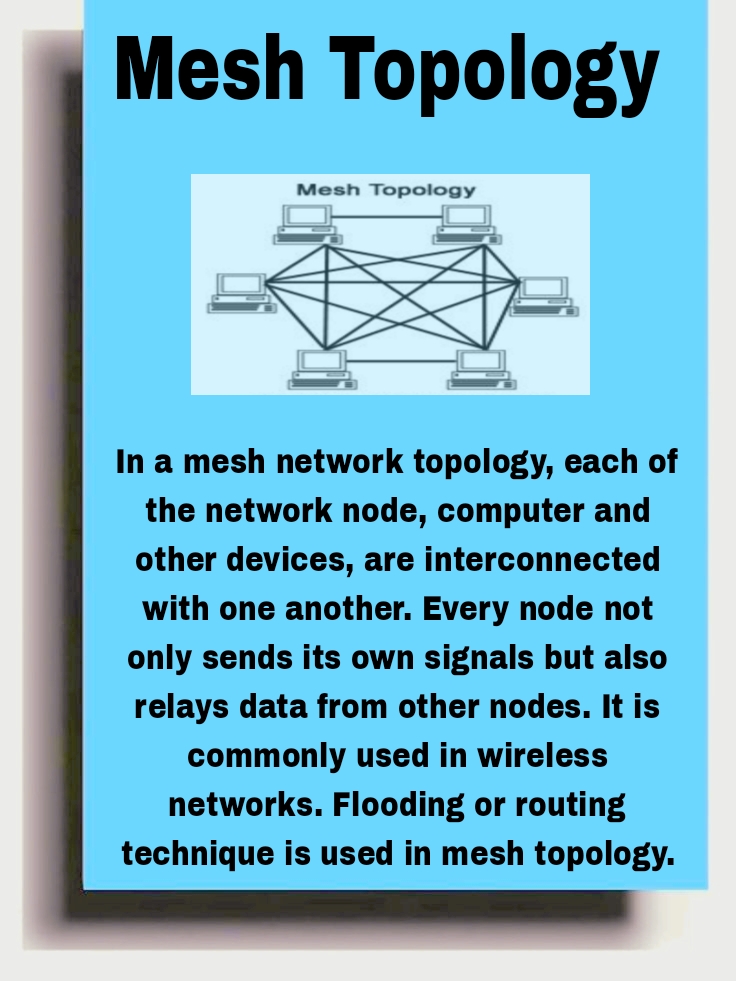 Mesh Topology
Mesh Topology
In a mesh network topology, each of
the network node, computer and
other devices, are interconnected
with one another. Every node not
only sends its own signals but also
relays data from other nodes. It is
commonly used in wireless
networks. Flooding or routing
technique is used in mesh topology.